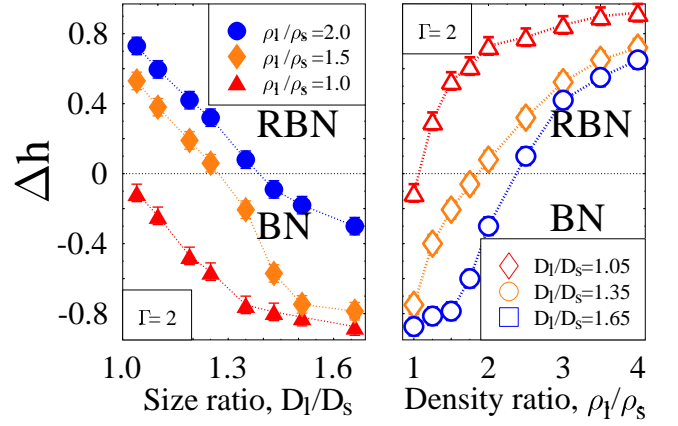 Δh
0.8
0.4
0
-0.4
-0.8
1.0
1.3
1.6
Size ratio, Dl/Ds
ρl/ρs=2.0
ρl/ρs=1.5
ρl/ρs=1.0
RBN
BN
Γ= 2
Γ= 2
RBN
BN
Dl/Ds=1.05
Dl/Ds=1.35
Dl/Ds=1.65
1
2
3
4
Density ratio, ρl/ρs